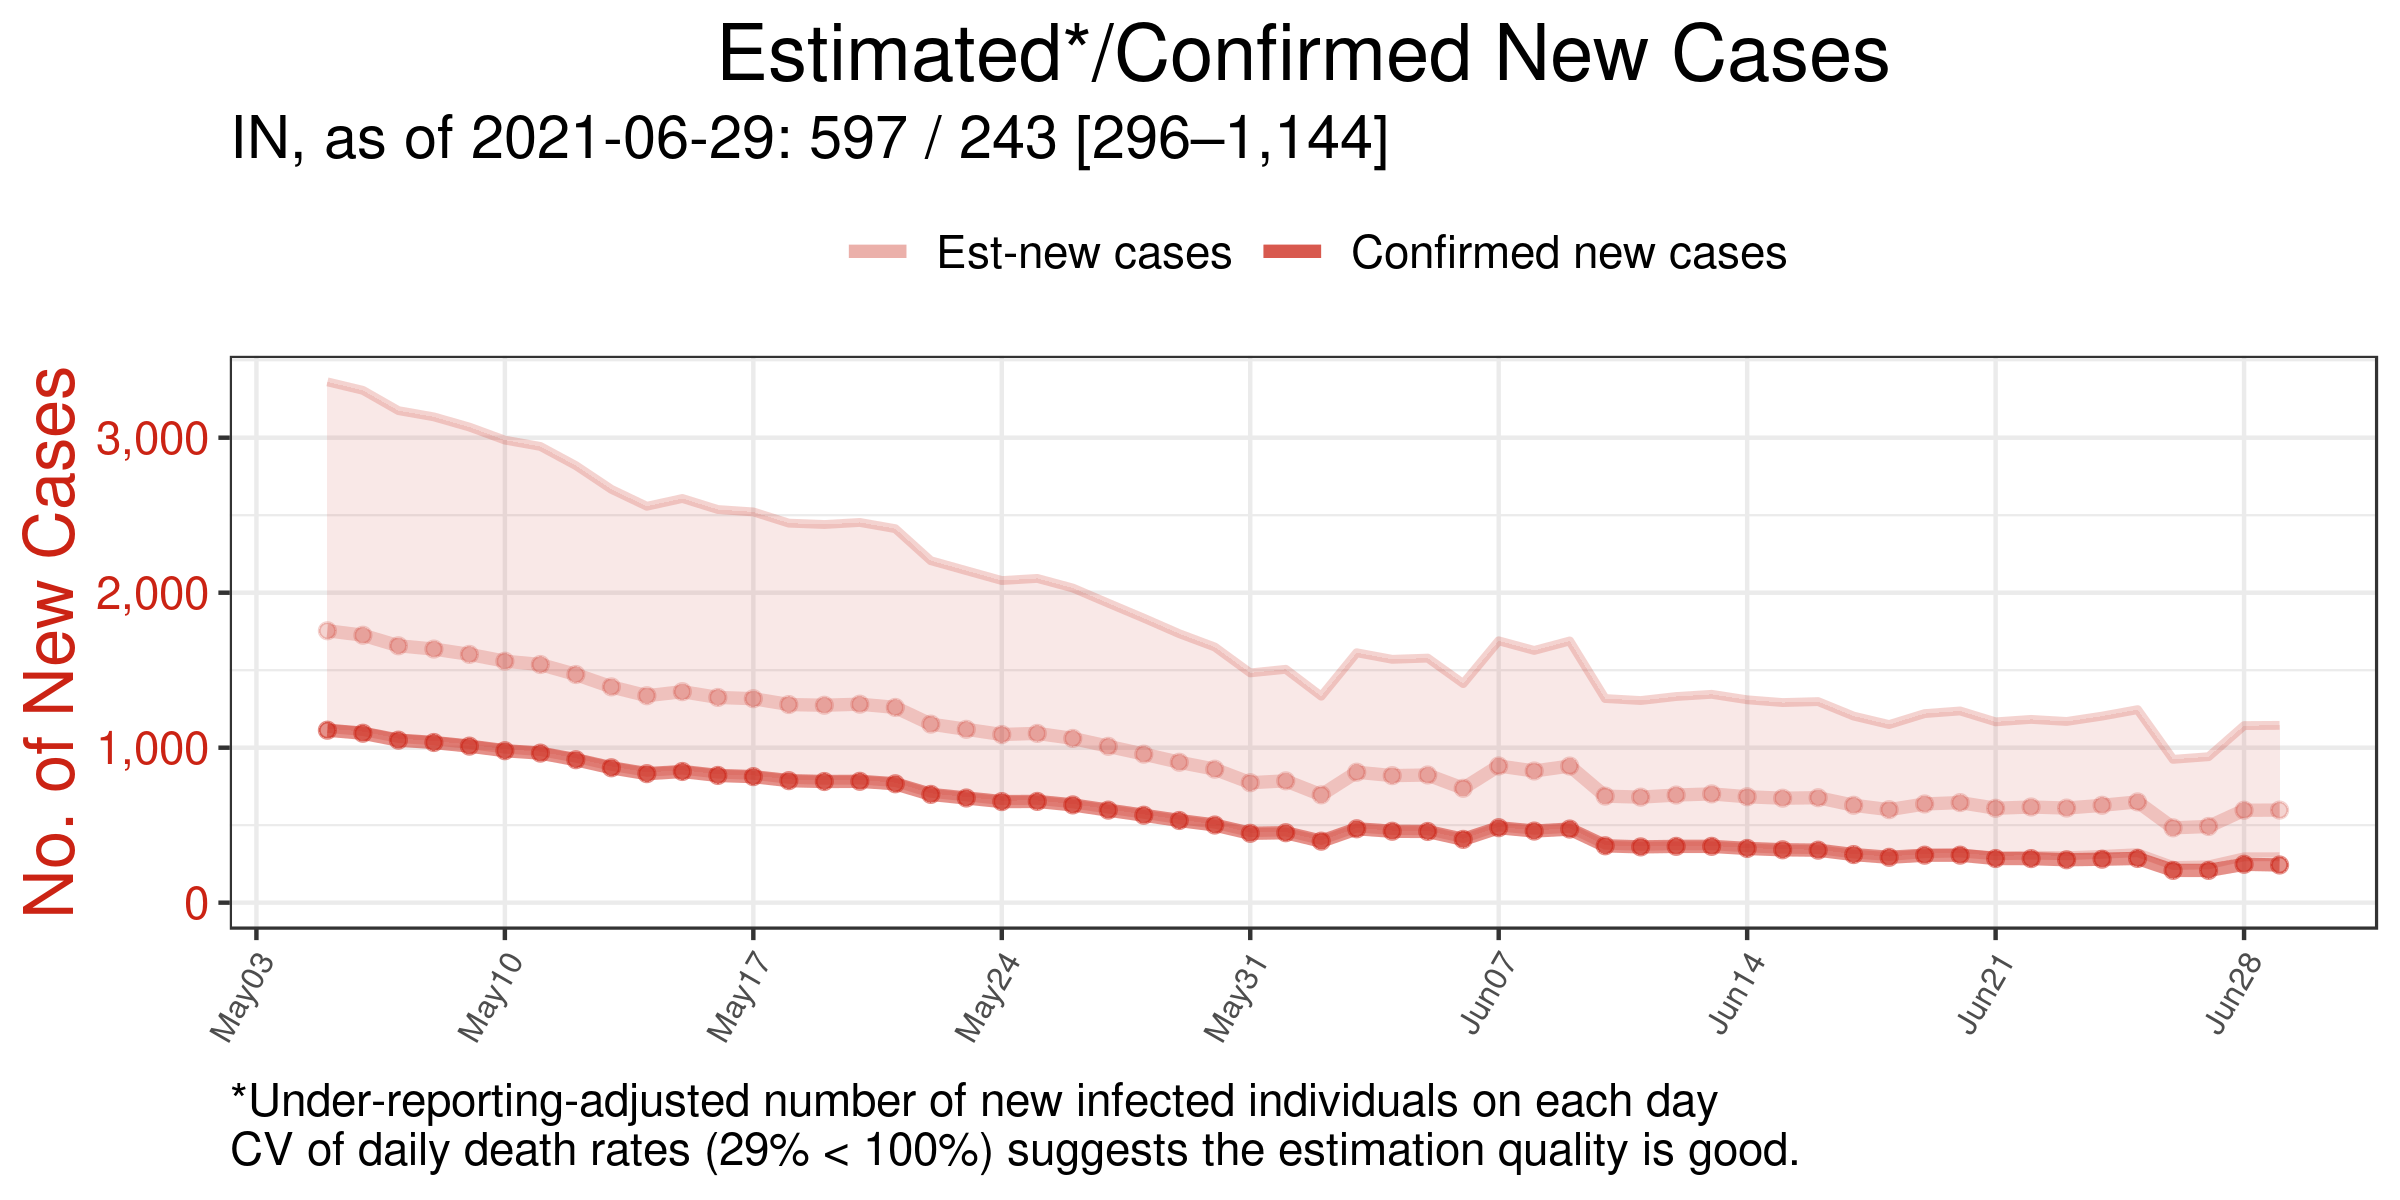 Estimated*/Confirmed New Cases
IN, as of 2021-06-29: 597 / 243 [296–1,144]
Est-new cases
Confirmed new cases
No. of New Cases
3,000
2,000
1,000
0
May03
May10
May17
May24
May31
Jun07
Jun14
Jun21
Jun28
*Under-reporting-adjusted number of new infected individuals on each day
CV of daily death rates (29% < 100%) suggests the estimation quality is good.